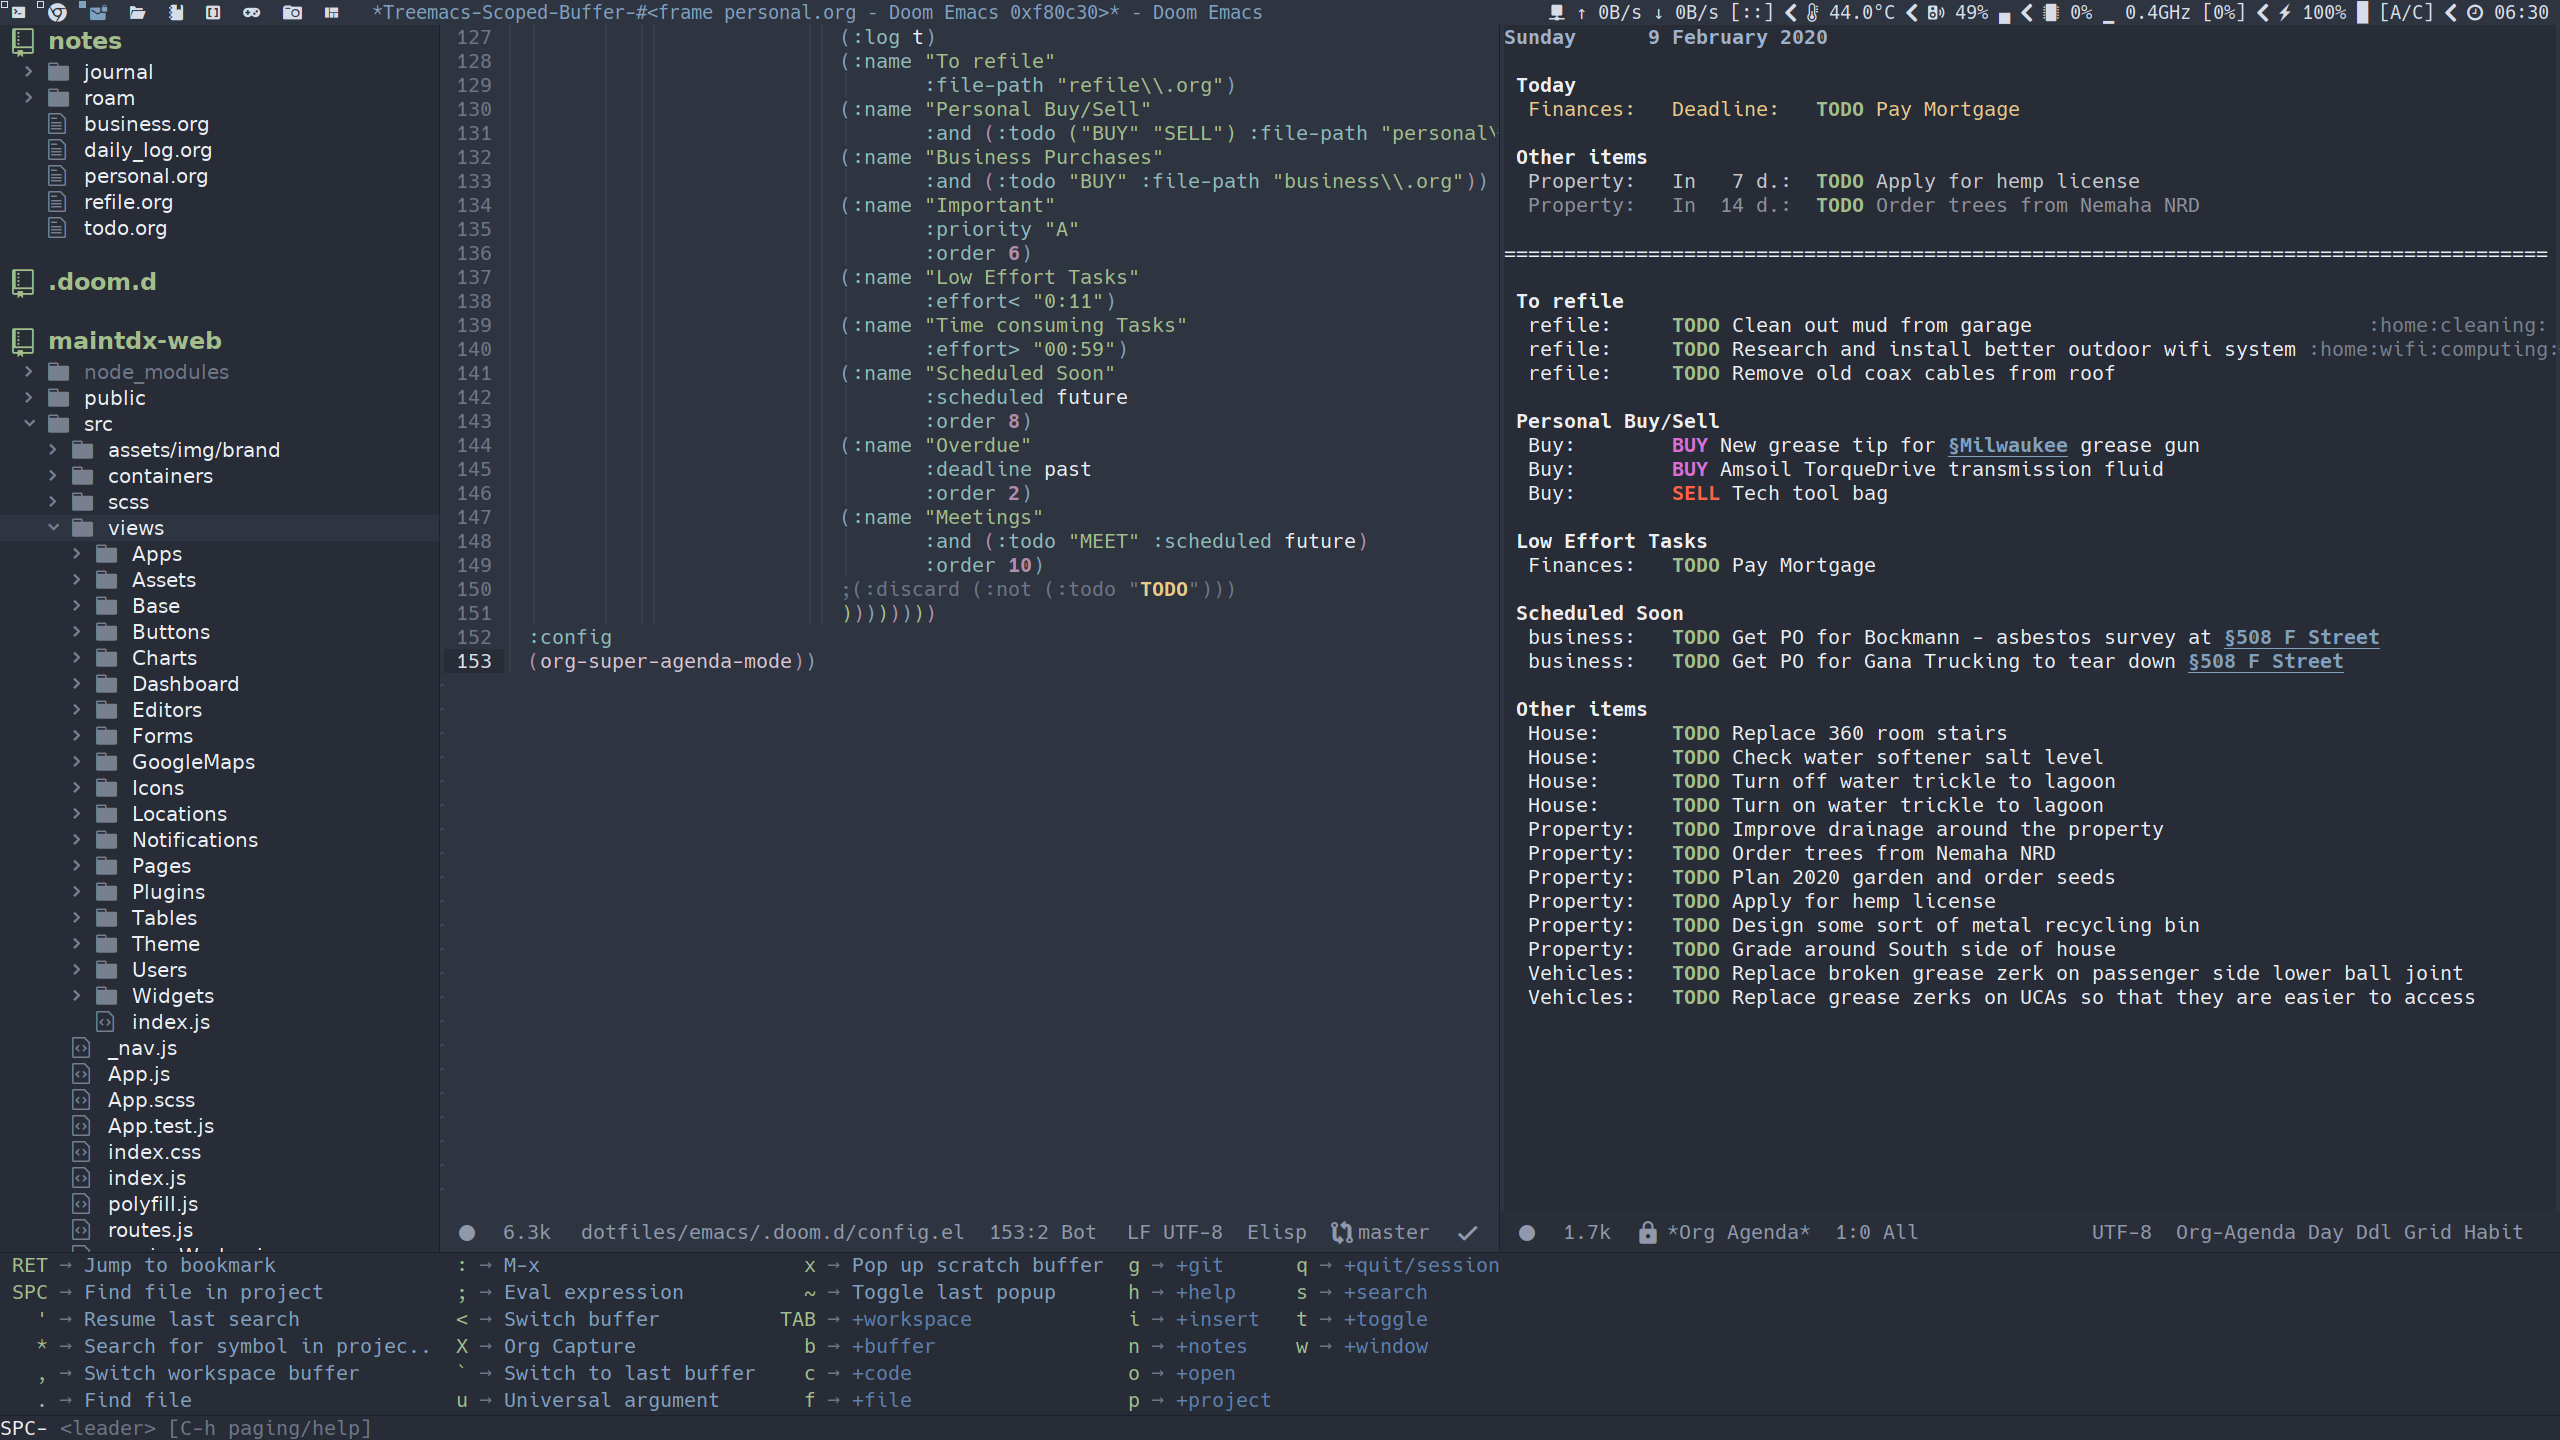 *Treemacs-Scoped-Buffer-#<frame personal.org - Doom Emacs 0xf80c30>* - Doom Emacs
↑ 0B/s ↓ 0B/s [::] 44.0°C 49% 0% 0.4GHz [0%] 100% [A/C] 06:30
notes
journal
roam
business.org
daily_log.org
personal.org
refile.org
todo.org
.doom.d
maintdx-web
node_modules
public
src
assets/img/brand
containers
scss
views
Apps
Assets
Base
Buttons
Charts
Dashboard
Editors
Forms
GoogleMaps
Icons
Locations
Notifications
Pages
Plugins
Tables
Theme
Users
Widgets
index.js
_nav.js
App.js
App.scss
App.test.js
index.css
index.js
polyfill.js
routes.js
127 (:log t)
128 (:name "To refile"
129 :file-path "refile\\.org")
130 (:name "Personal Buy/Sell"
131 :and (:todo ("BUY" "SELL") :file-path "personal\
132 (:name "Business Purchases"
133 :and (:todo "BUY" :file-path "business\\.org"))
134 (:name "Important"
135 :priority "A"
136 :order 6)
137 (:name "Low Effort Tasks"
138 :effort< "0:11")
139 (:name "Time consuming Tasks"
140 :effort> "00:59")
141 (:name "Scheduled Soon"
142 :scheduled future
143 :order 8)
144 (:name "Overdue"
145 :deadline past
146 :order 2)
147 (:name "Meetings"
148 :and (:todo "MEET" :scheduled future)
149 :order 10)
150 ;(:discard (:not (:todo "TODO")))
151 ))))))))
152 :config
153 (org-super-agenda-mode))
6.3k dotfiles/emacs/.doom.d/config.el 153:2 Bot LF UTF-8 Elisp master
Sunday 9 February 2020
Today
Finances: Deadline: TODO Pay Mortgage
Other items
Property: In 7 d.: TODO Apply for hemp license
Property: In 14 d.: TODO Order trees from Nemaha NRD
=======================================================================================
To refile
refile: TODO Clean out mud from garage :home:cleaning:
refile: TODO Research and install better outdoor wifi system :home:wifi:computing:
refile: TODO Remove old coax cables from roof
Personal Buy/Sell
Buy: BUY New grease tip for §Milwaukee grease gun
Buy: BUY Amsoil TorqueDrive transmission fluid
Buy: SELL Tech tool bag
Low Effort Tasks
Finances: TODO Pay Mortgage
Scheduled Soon
business: TODO Get PO for Bockmann - asbestos survey at §508 F Street
business: TODO Get PO for Gana Trucking to tear down §508 F Street
Other items
House: TODO Replace 360 room stairs
House: TODO Check water softener salt level
House: TODO Turn off water trickle to lagoon
House: TODO Turn on water trickle to lagoon
Property: TODO Improve drainage around the property
Property: TODO Order trees from Nemaha NRD
Property: TODO Plan 2020 garden and order seeds
Property: TODO Apply for hemp license
Property: TODO Design some sort of metal recycling bin
Property: TODO Grade around South side of house
Vehicles: TODO Replace broken grease zerk on passenger side lower ball joint
Vehicles: TODO Replace grease zerks on UCAs so that they are easier to access
1.7k *Org Agenda* 1:0 All UTF-8 Org-Agenda Day Ddl Grid Habit
RET → Jump to bookmark : → M-x x → Pop up scratch buffer g → +git q → +quit/session
SPC → Find file in project ; → Eval expression ~ → Toggle last popup h → +help s → +search
' → Resume last search < → Switch buffer TAB → +workspace i → +insert t → +toggle
* → Search for symbol in projec.. X → Org Capture b → +buffer n → +notes w → +window
, → Switch workspace buffer ` → Switch to last buffer c → +code o → +open
. → Find file u → Universal argument f → +file p → +project
SPC- <leader> [C-h paging/help]